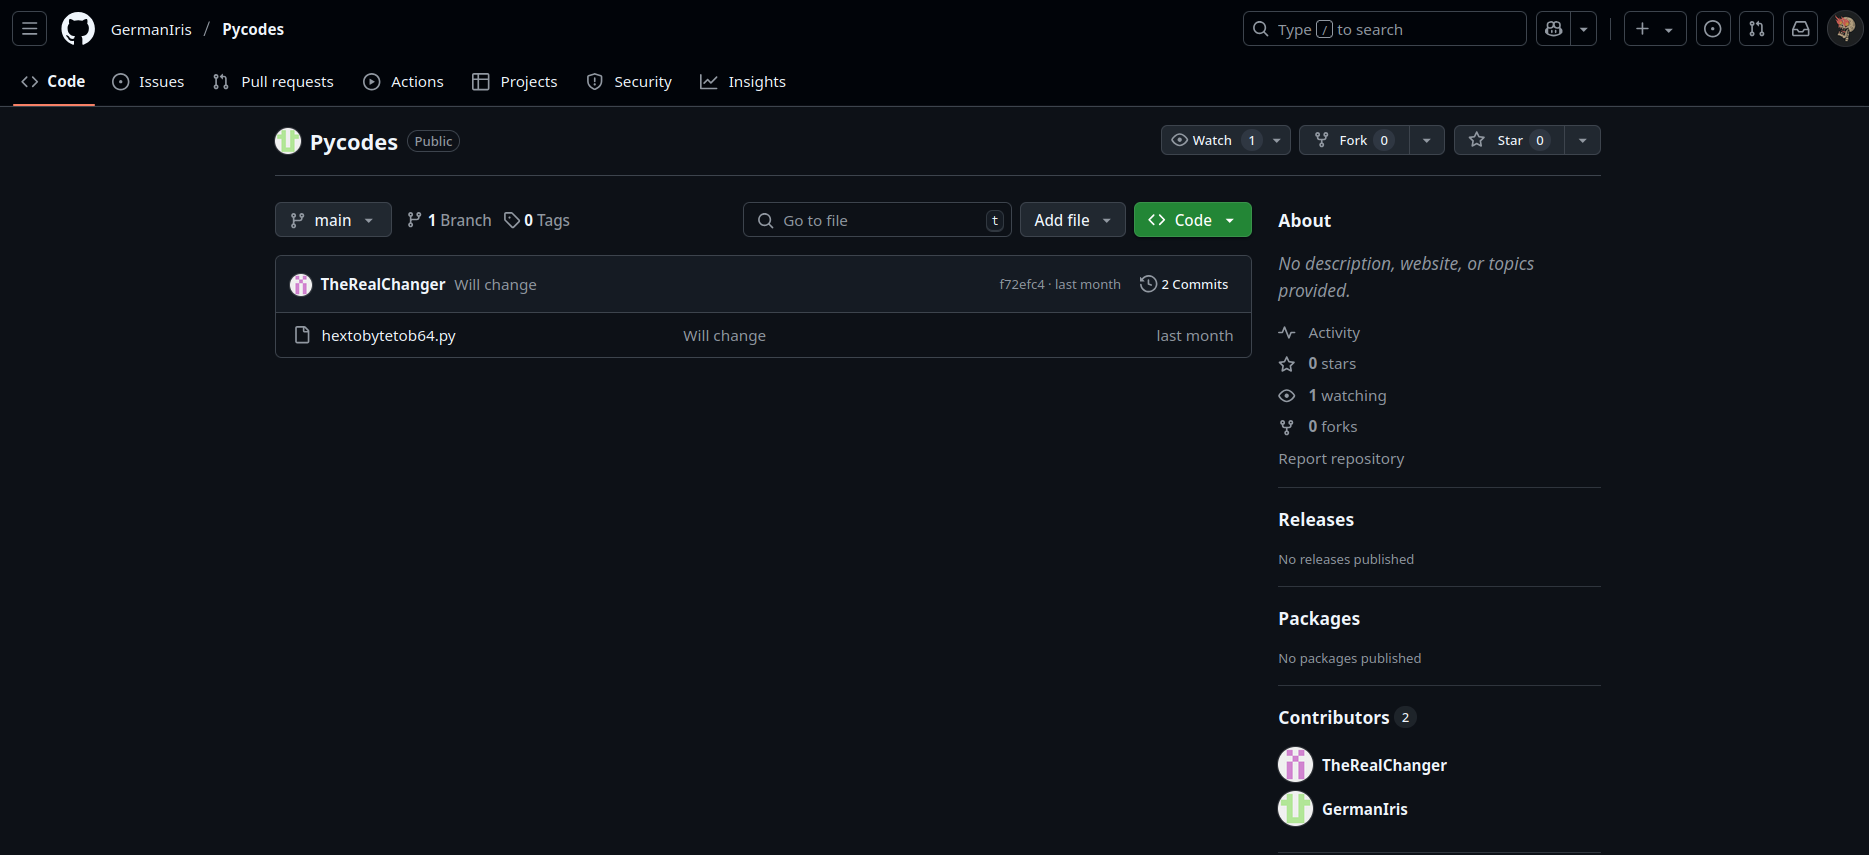 GermanIris / Pycodes
Type / to search
Code Issues Pull requests Actions Projects Security Insights
Pycodes Public
Watch 1 Fork 0 Star 0
main 1 Branch 0 Tags
Go to file t
Add file
Code
TheRealChanger Will change f72efc4 · last month 2 Commits
hextobytetob64.py Will change last month
About
No description, website, or topics
provided.
Activity
0 stars
1 watching
0 forks
Report repository
Releases
No releases published
Packages
No packages published
Contributors 2
TheRealChanger
GermanIris